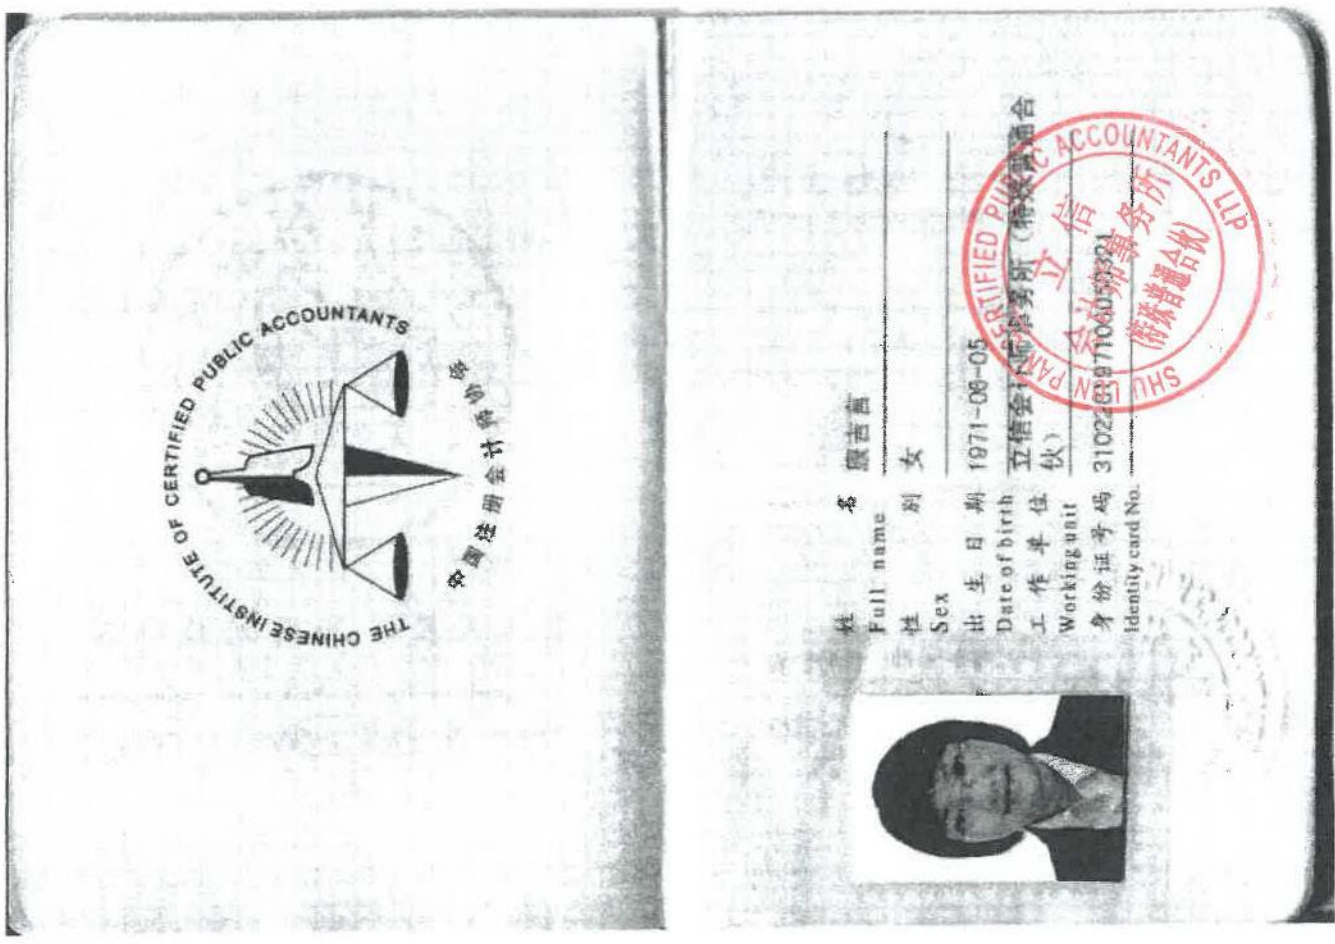 THE CHINESE INSTITUTE OF CERTIFIED PUBLIC ACCOUNTANTS
中国注册会计师协会
姓 名
Full name
性 别 女
Sex
出 生 日 期 1971-06-05
Date of birth
工 作 单 位 立信会计师事务所（特殊普通合
Working unit 伙）
身 份 证 号 码
Identity card No.
SHU LUN PAN CERTIFIED PUBLIC ACCOUNTANTS LLP
立信
会计师事务所
(特殊普通合伙)